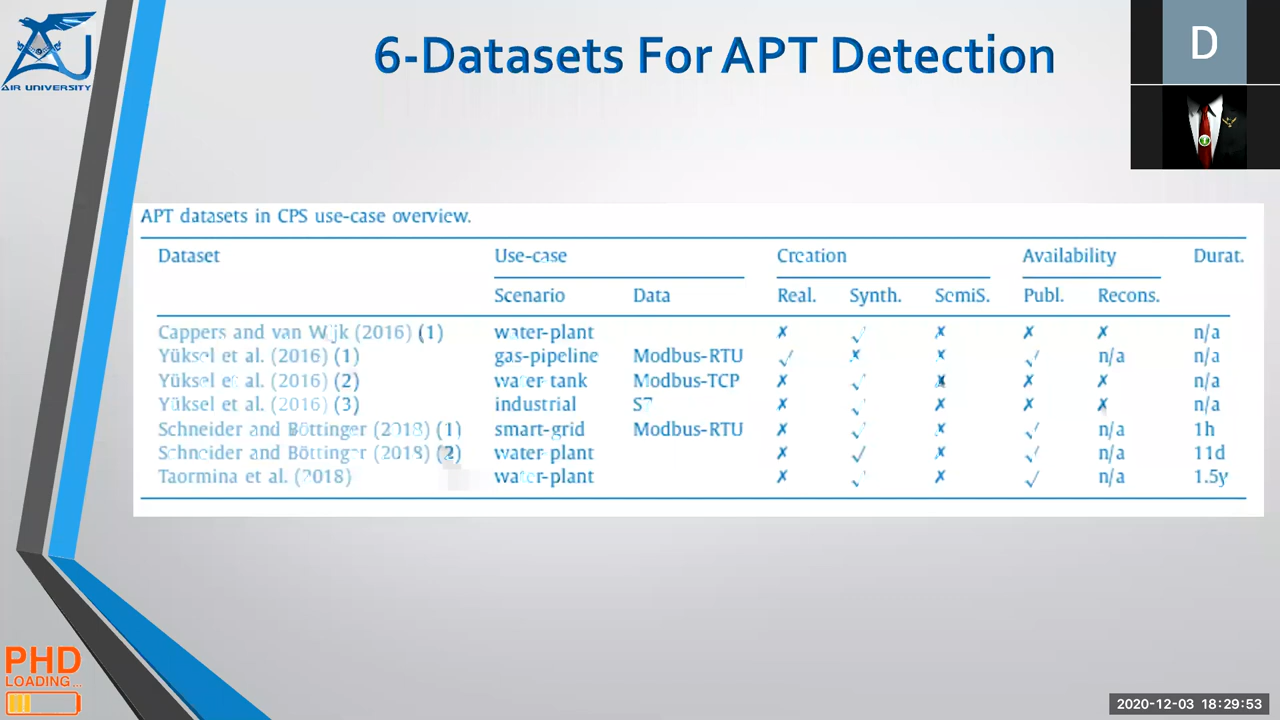 AIR UNIVERSITY
6-Datasets For APT Detection
D
APT datasets in CPS use-case overview.
Dataset Use-case Creation Availability Durat.
Scenario Data Real. Synth. SemiS. Publ. Recons.
Cappers and van Wijk (2016) (1) water-plant ✗ ✓ ✗ ✗ ✗ n/a
Yüksel et al. (2016) (1) gas-pipeline Modbus-RTU ✓ ✗ ✗ ✓ n/a n/a
Yüksel et al. (2016) (2) water-tank Modbus-TCP ✗ ✓ ✗ ✗ ✗ n/a
Yüksel et al. (2016) (3) industrial S7 ✗ ✓ ✗ ✗ ✗ n/a
Schneider and Böttinger (2018) (1) smart-grid Modbus-RTU ✗ ✓ ✗ ✓ n/a 1h
Schneider and Böttinger (2018) (2) water-plant ✗ ✓ ✗ ✓ n/a 11d
Taormina et al. (2018) water-plant ✗ ✓ ✗ ✓ n/a 1.5y
PHD
LOADING...
2020-12-03 18:29:53